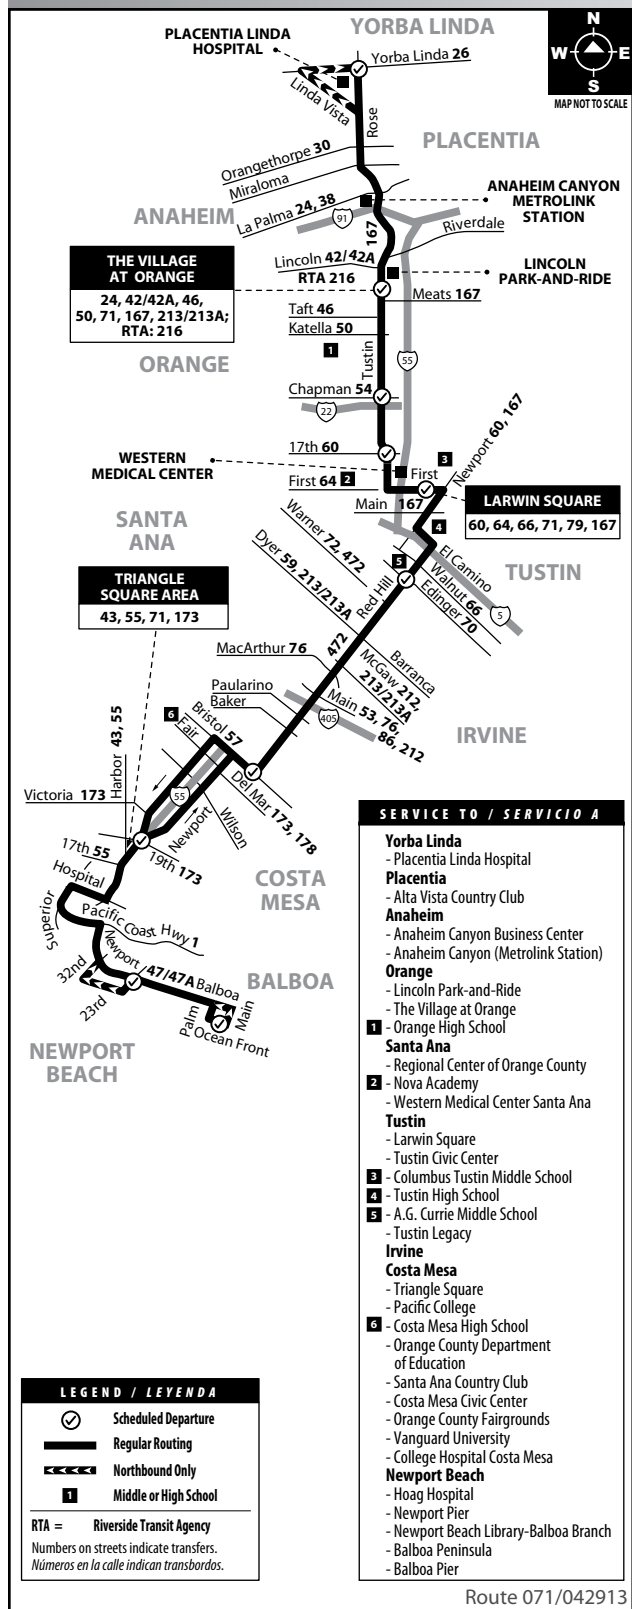 YORBA LINDA
PLACENTIA LINDA
HOSPITAL
Yorba Linda 26
N
W E
S
MAP NOT TO SCALE
Linda Vista
Rose
PLACENTIA
Orangethorpe 30
Miraloma
ANAHEIM CANYON
METROLINK
STATION
La Palma 24, 38
ANAHEIM
91
167
Riverdale
Lincoln 42/42A
RTA 216
LINCOLN
PARK-AND-RIDE
THE VILLAGE
AT ORANGE
24, 42/42A, 46,
50, 71, 167, 213/213A;
RTA: 216
Meats 167
Taft 46
Katella 50
1
Tustin
55
ORANGE
Chapman 54
22
17th 60
3
Newport 60, 167
WESTERN
MEDICAL CENTER
First
First 64
2
Main 167
LARWIN SQUARE
60, 64, 66, 71, 79, 167
SANTA
ANA
4
Warner 72, 472
Dyer 59, 213/213A
5
El Camino
Walnut 66
Edinger 70
TUSTIN
5
Red Hill
TRIANGLE
SQUARE AREA
43, 55, 71, 173
472
MacArthur 76
Barranca
McGaw 212,
213/213A
Paularino
Baker
Main 53, 76,
86, 212
405
IRVINE
6
Bristol 57
Fair
Harbor 43, 55
Victoria 173
55
Del Mar 173, 178
Wilson
Newport
17th 55
19th 173
COSTA
MESA
Hospital
Superior
Pacific Coast Hwy 1
Newport
32nd
23rd
47/47A Balboa
BALBOA
Palm
Main
Ocean Front
NEWPORT
BEACH
SERVICE TO / SERVICIO A
Yorba Linda
- Placentia Linda Hospital
Placentia
- Alta Vista Country Club
Anaheim
- Anaheim Canyon Business Center
- Anaheim Canyon (Metrolink Station)
Orange
- Lincoln Park-and-Ride
- The Village at Orange
1 - Orange High School
Santa Ana
- Regional Center of Orange County
2 - Nova Academy
- Western Medical Center Santa Ana
Tustin
- Larwin Square
- Tustin Civic Center
3 - Columbus Tustin Middle School
4 - Tustin High School
5 - A.G. Currie Middle School
- Tustin Legacy
Irvine
Costa Mesa
- Triangle Square
- Pacific College
6 - Costa Mesa High School
- Orange County Department
of Education
- Santa Ana Country Club
- Costa Mesa Civic Center
- Orange County Fairgrounds
- Vanguard University
- College Hospital Costa Mesa
Newport Beach
- Hoag Hospital
- Newport Pier
- Newport Beach Library-Balboa Branch
- Balboa Peninsula
- Balboa Pier
LEGEND / LEYENDA
Scheduled Departure
Regular Routing
Northbound Only
1 Middle or High School
RTA = Riverside Transit Agency
Numbers on streets indicate transfers.
Números en la calle indican transbordos.
Route 071/042913